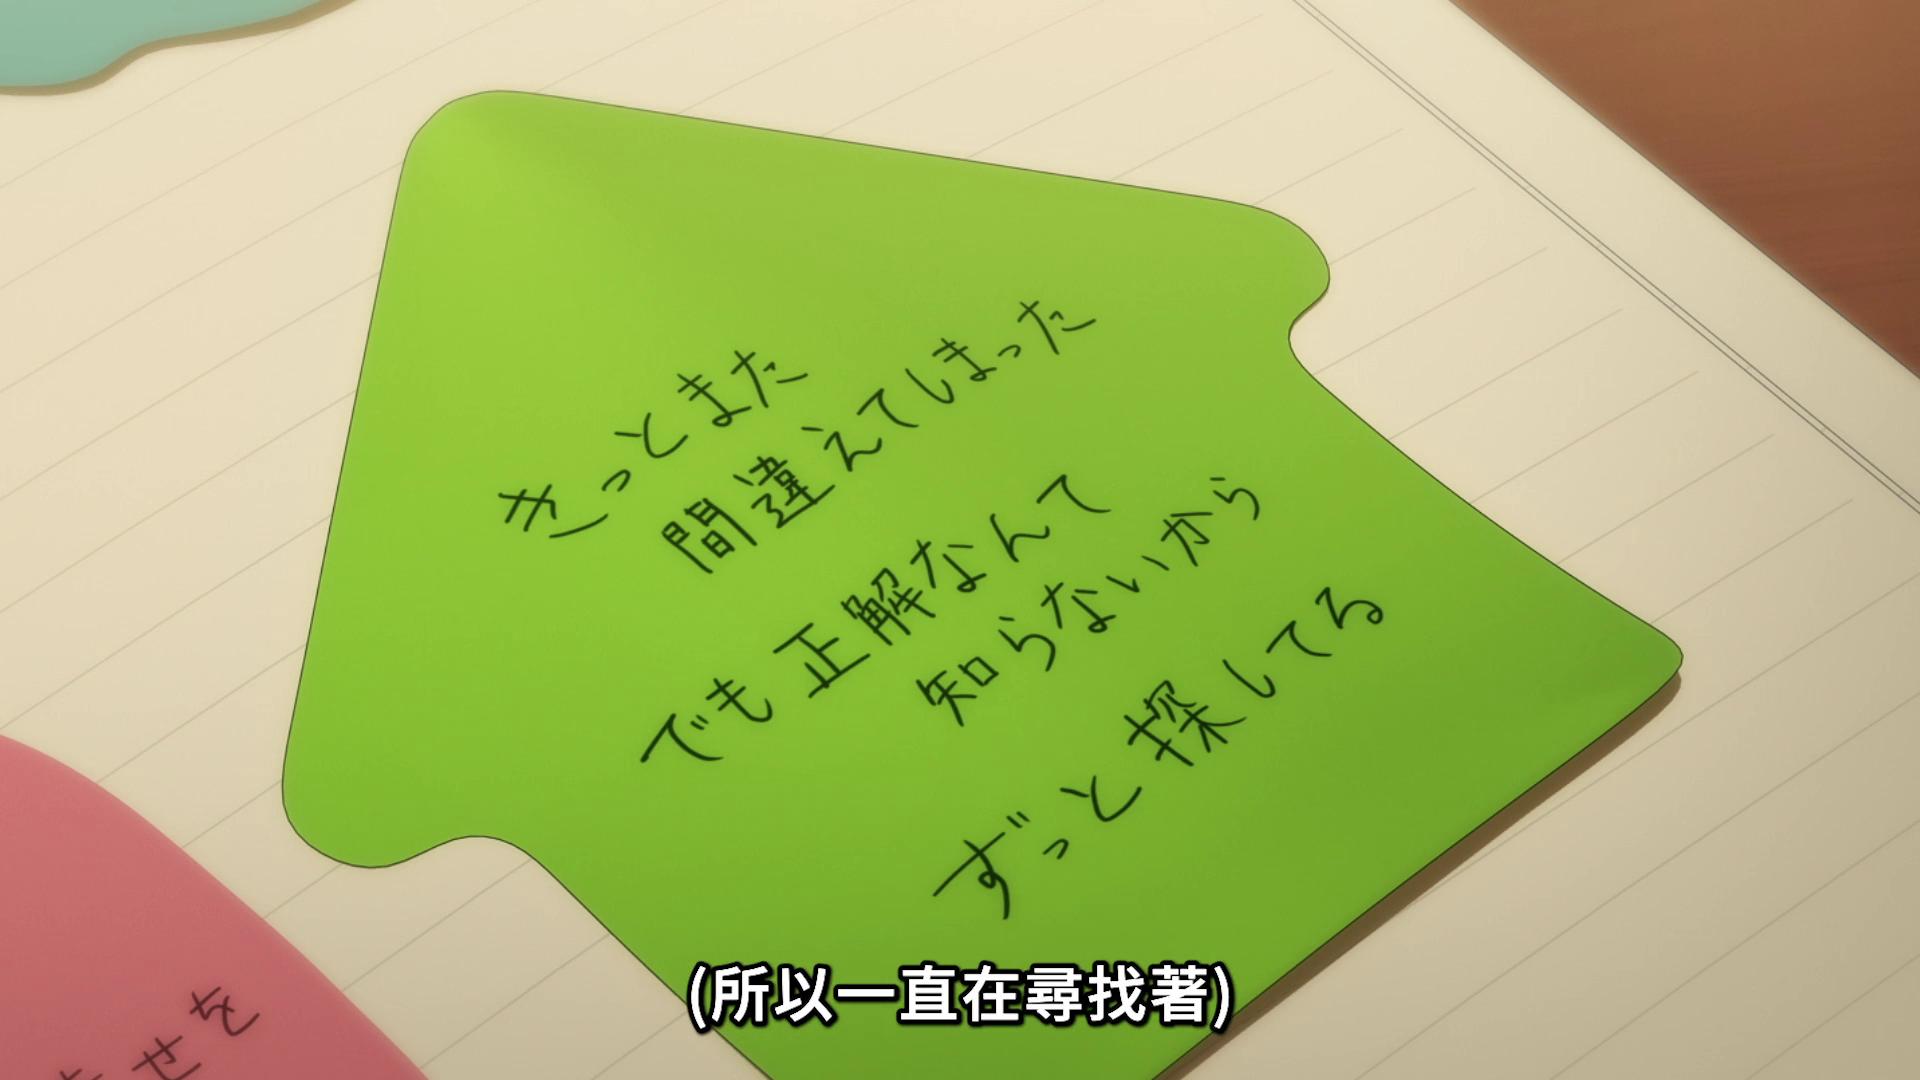 きっとまた
間違えてしまった
でも正解なんて
知らないから
ずっと探してる
せを
(所以一直在尋找著)